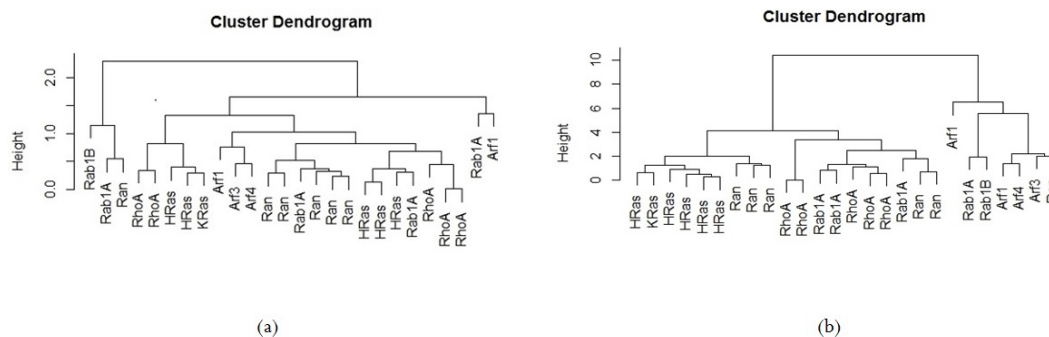 Cluster Dendrogram
Height
2.0
1.0
0.0
Rab1B
Rab1A
Ran
RhoA
RhoA
HRas
HRas
KRas
Arf1
Arf3
Arf4
Ran
Ran
Rab1A
Ran
Ran
HRas
HRas
HRas
Rab1A
RhoA
RhoA
RhoA
Rab1A
Arf1
(a)
Cluster Dendrogram
Height
10
8
6
4
2
0
HRas
KRas
HRas
HRas
HRas
HRas
Ran
Ran
Ran
RhoA
RhoA
Rab1A
Rab1A
RhoA
RhoA
RhoA
Rab1A
Ran
Ran
Arf1
Rab1A
Rab1B
Arf1
Arf4
Arf3
(b)